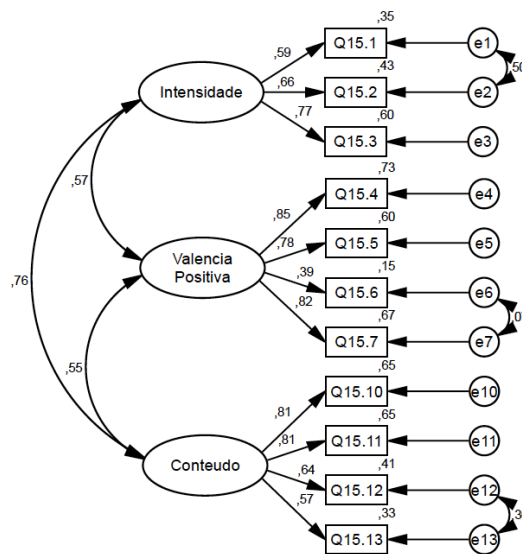 ,35
,59
Q15.1
e1
,50
,43
,66
Intensidade
Q15.2
e2
,77
,60
Q15.3
e3
,73
,57
,85
Q15.4
e4
,60
,78
Valencia
Positiva
Q15.5
e5
,39
,15
Q15.6
e6
,82
,67
,76
Q15.7
e7
,55
,65
,81
Q15.10
e10
,65
,81
Q15.11
e11
,64
,41
Conteudo
Q15.12
e12
,57
,33
Q15.13
e13